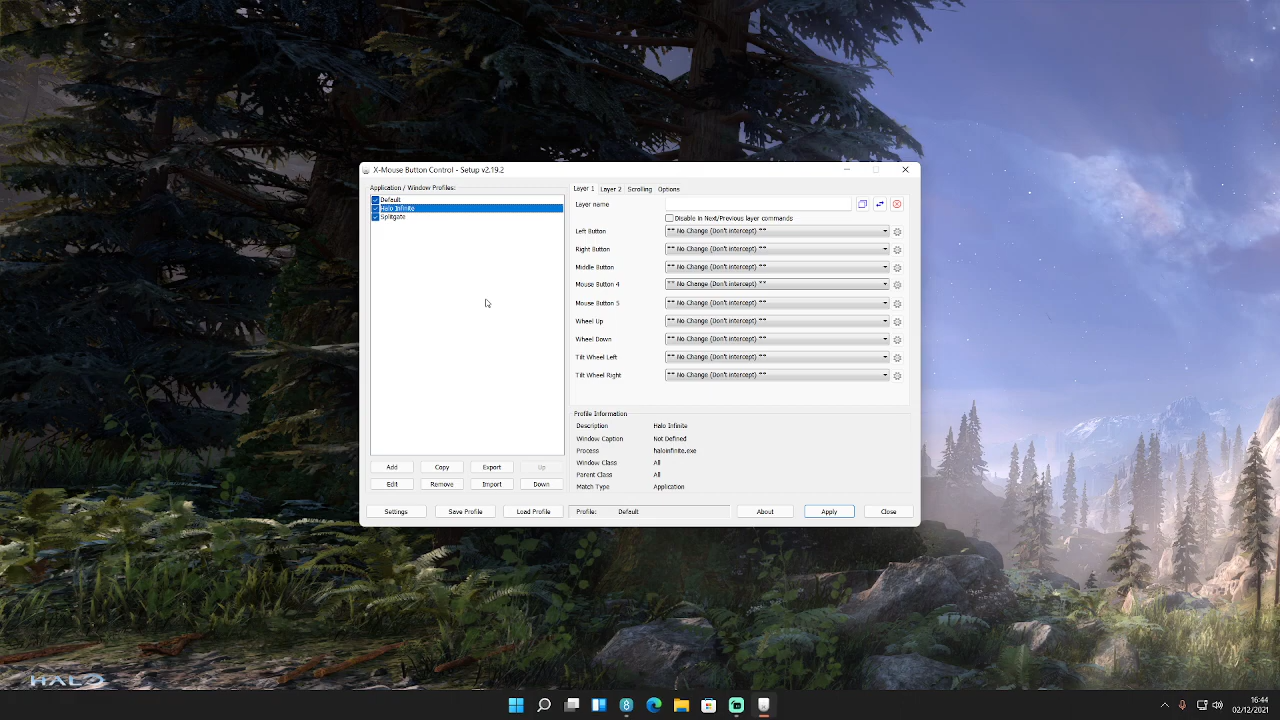 X-Mouse Button Control - Setup v2.19.2
Application / Window Profiles:
Default
Halo Infinite
Splitgate
Add Copy Export Up
Edit Remove Import Down
Layer 1 Layer 2 Scrolling Options
Layer name
Disable in Next/Previous layer commands
Left Button ** No Change (Don't intercept) **
Right Button ** No Change (Don't intercept) **
Middle Button ** No Change (Don't intercept) **
Mouse Button 4 ** No Change (Don't intercept) **
Mouse Button 5 ** No Change (Don't intercept) **
Wheel Up ** No Change (Don't intercept) **
Wheel Down ** No Change (Don't intercept) **
Tilt Wheel Left ** No Change (Don't intercept) **
Tilt Wheel Right ** No Change (Don't intercept) **
Profile Information
Description Halo Infinite
Window Caption Not Defined
Process haloinfinite.exe
Window Class All
Parent Class All
Match Type Application
Settings Save Profile Load Profile Profile: Default About Apply Close
HALO
16:44
02/12/2021